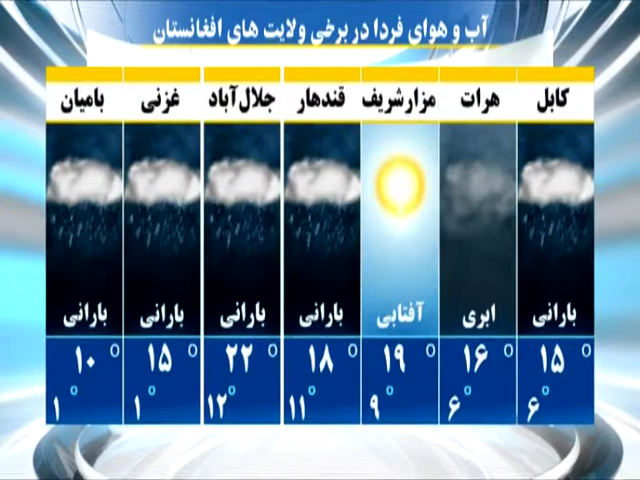 آب و هوای فردا در برخی ولایت های افغانستان
کابل هرات مزارشریف قندهار جلال‌آباد غزنی بامیان
بارانی ابری آفتابی بارانی بارانی بارانی بارانی
۱۵° ۱۶° ۱۹° ۱۸° ۲۲° ۱۵° ۱۰°
۶° ۶° ۹° ۱۱° ۱۲° ۱° ۱°